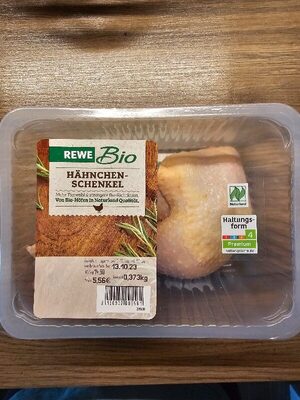 REWE Bio
HÄHNCHEN-
SCHENKEL
Von Bio-Höfen in Naturland Qualität.
13.10.23
5,56€
0,373kg
Naturland
Haltungs-
form
4
Premium